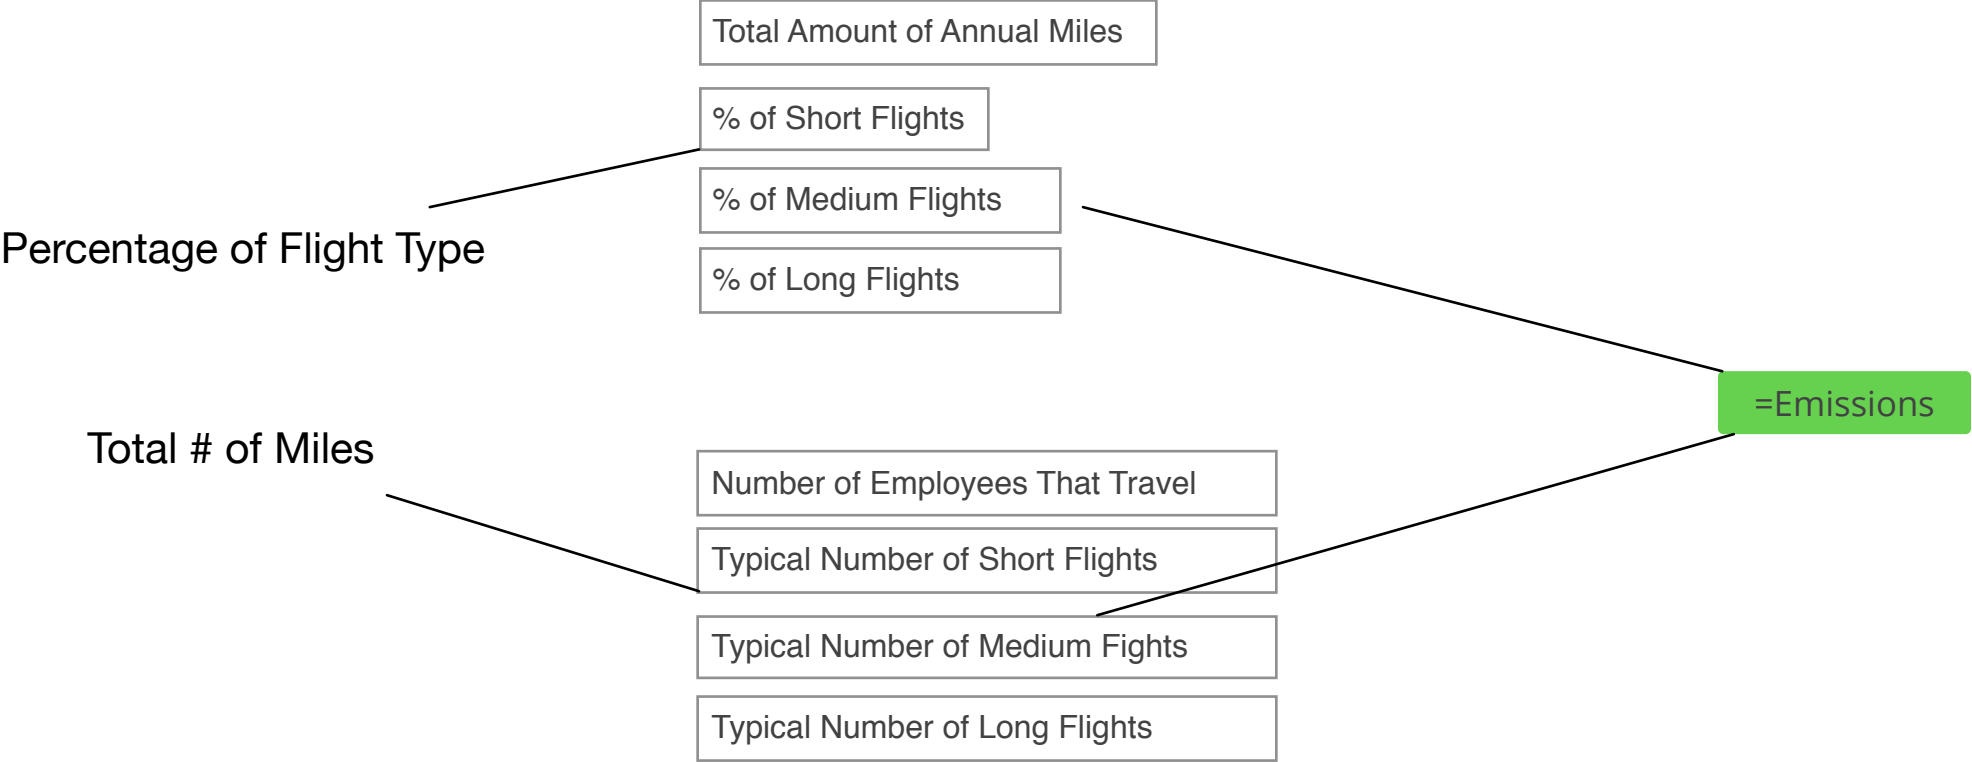 Total Amount of Annual Miles
% of Short Flights
% of Medium Flights
Percentage of Flight Type
% of Long Flights
=Emissions
Total # of Miles
Number of Employees That Travel
Typical Number of Short Flights
Typical Number of Medium Fights
Typical Number of Long Flights